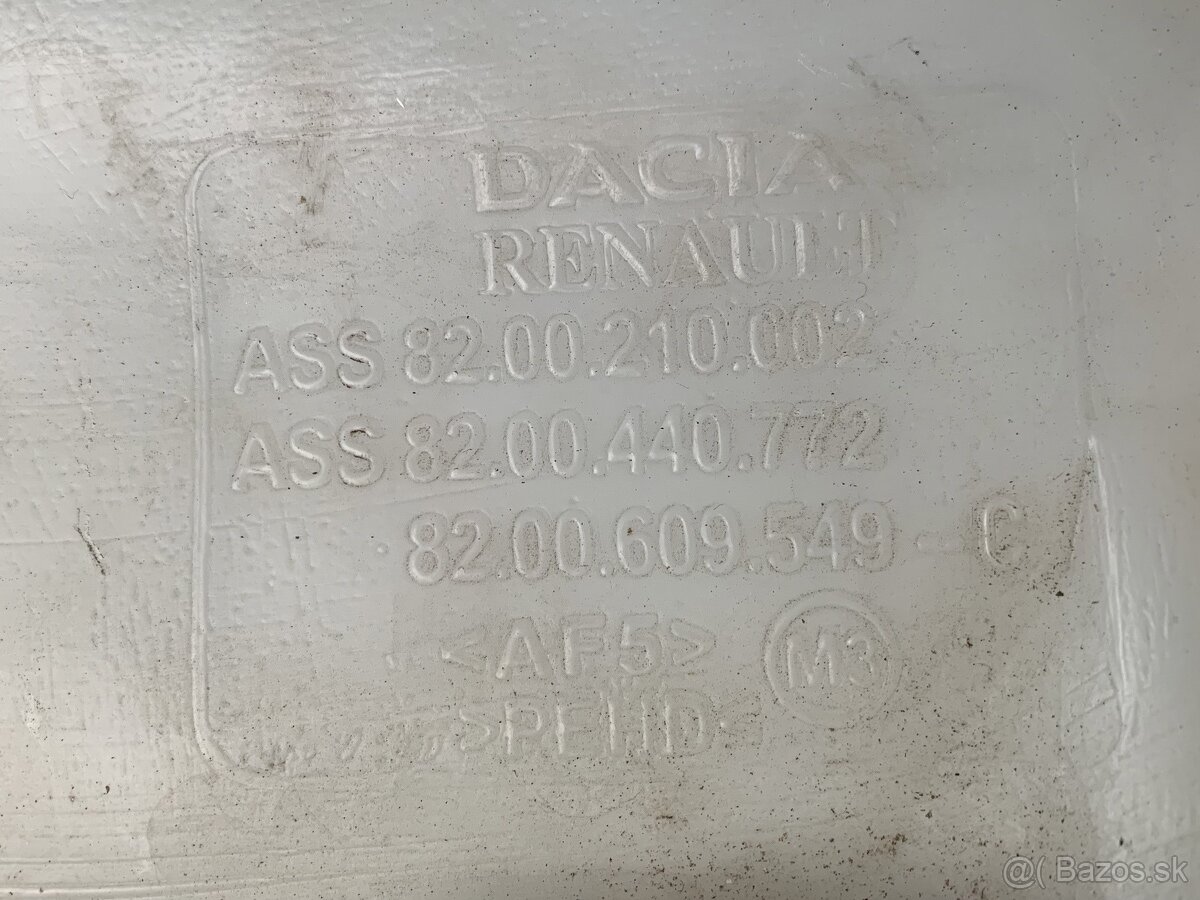 DACIA
RENAULT
ASS 82.00.210.002
ASS 82.00.440.772
82.00.609.549 - C
<AF5> M3
>PEHD<
@( Bazos.sk